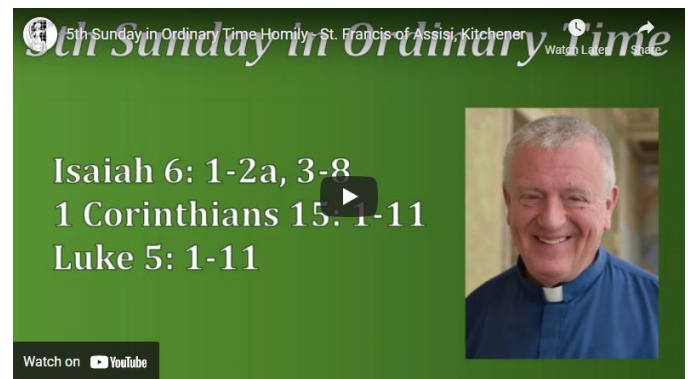 5th Sunday in Ordinary Time
5th Sunday in Ordinary Time Homily - St. Francis of Assisi, Kitchener
Watch Later
Share
Isaiah 6: 1-2a, 3-8
1 Corinthians 15: 1-11
Luke 5: 1-11
Watch on YouTube